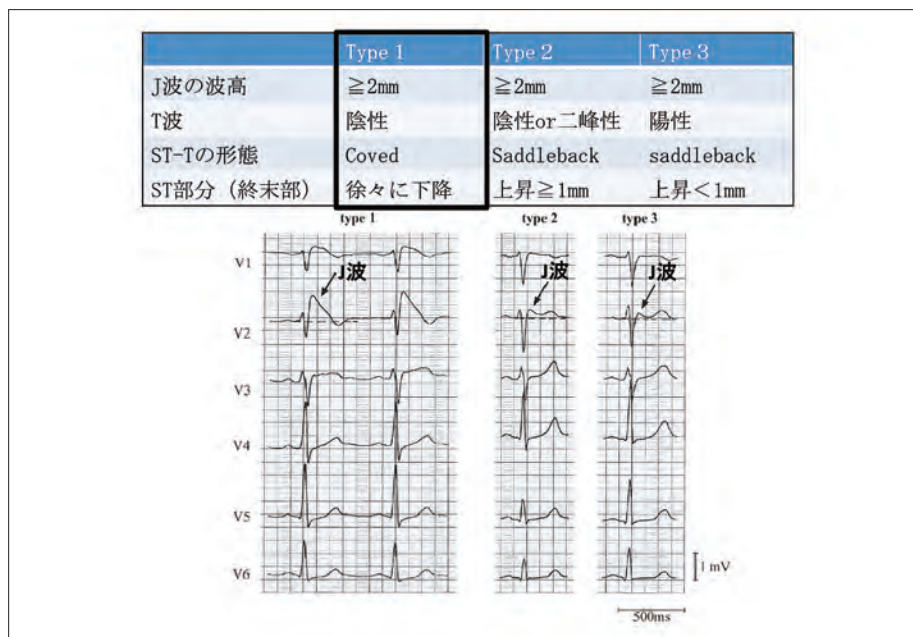 Type 1 Type 2 Type 3
J波の波高 ≧2mm ≧2mm ≧2mm
T波 陰性 陰性or二峰性 陽性
ST-Tの形態 Coved Saddleback saddleback
ST部分（終末部） 徐々に下降 上昇≧1mm 上昇<1mm
type 1 type 2 type 3
V1
J波 J波 J波
V2
V3
V4
V5
V6
1 mV
500ms